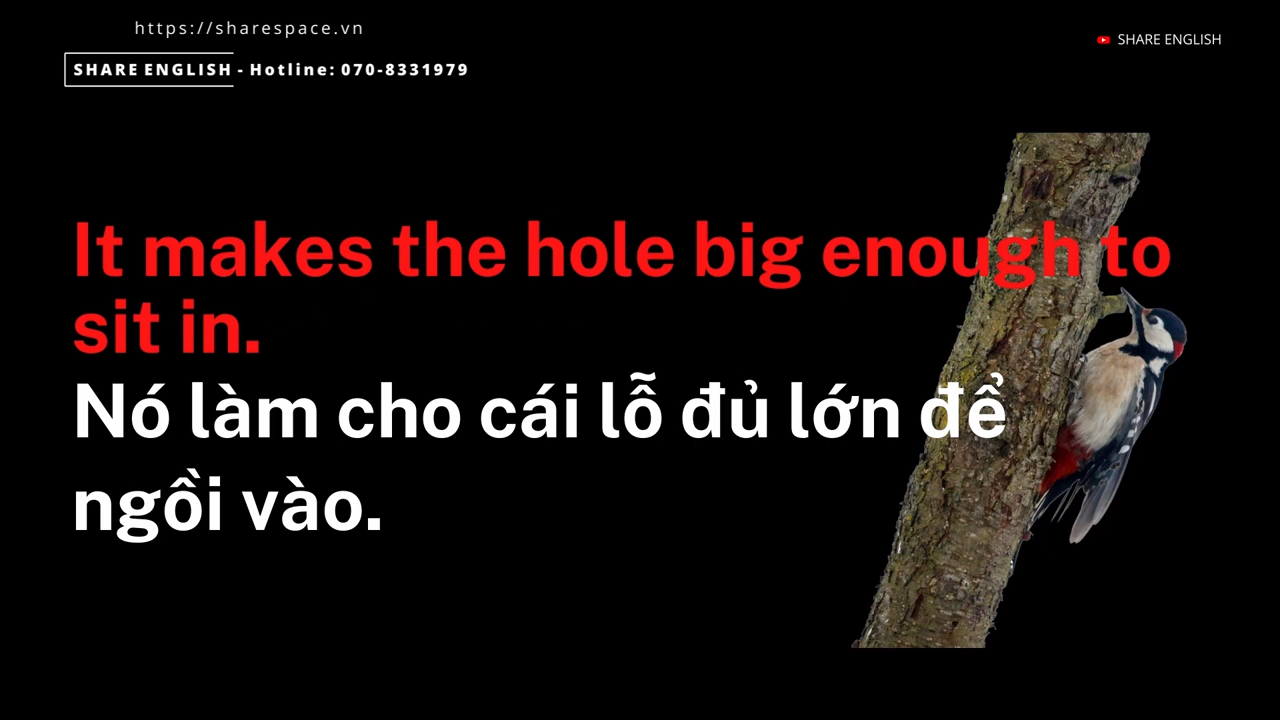 https://sharespace.vn
SHARE ENGLISH - Hotline: 070-8331979
SHARE ENGLISH
It makes the hole big enough to
sit in.
Nó làm cho cái lỗ đủ lớn để
ngồi vào.